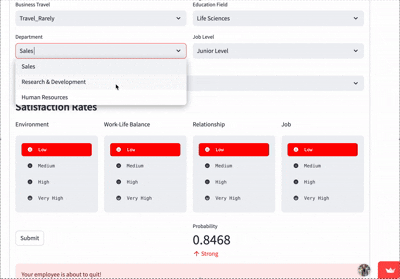 Business Travel
Education Field
Travel_Rarely
Life Sciences
Department
Job Level
Sales
Junior Level
Sales
Research & Development
Human Resources
Satisfaction Rates
Environment
Work-Life Balance
Relationship
Job
Low
Low
Low
Low
Medium
Medium
Medium
Medium
High
High
High
High
Very High
Very High
Very High
Very High
Submit
Probability
0.8468
↑ Strong
Your employee is about to quit!